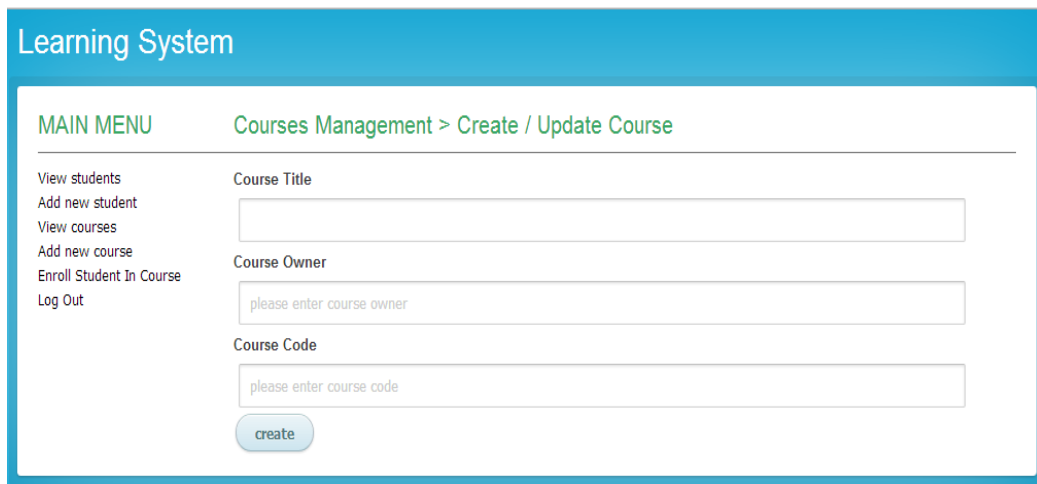 Learning System
MAIN MENU
View students
Add new student
View courses
Add new course
Enroll Student In Course
Log Out
Courses Management > Create / Update Course
Course Title
Course Owner
please enter course owner
Course Code
please enter course code
create